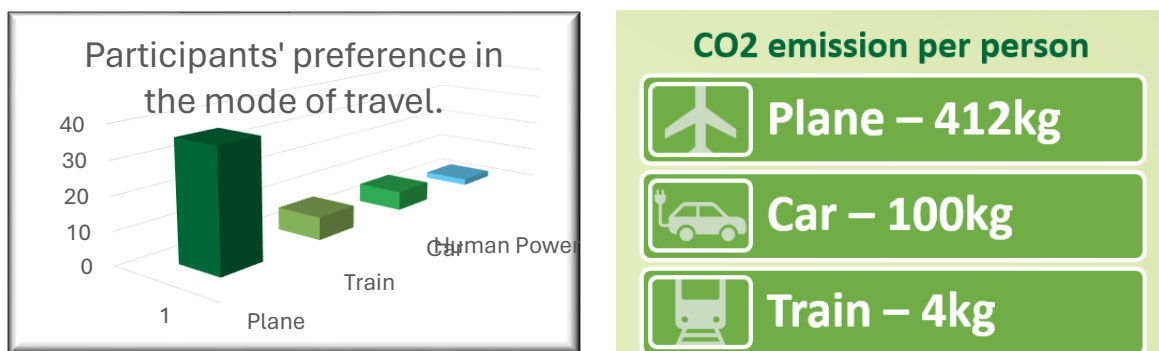 Participants' preference in
the mode of travel.
40
30
20
10
0
1
Plane
Train
Car
Human Power
CO2 emission per person
Plane – 412kg
Car – 100kg
Train – 4kg